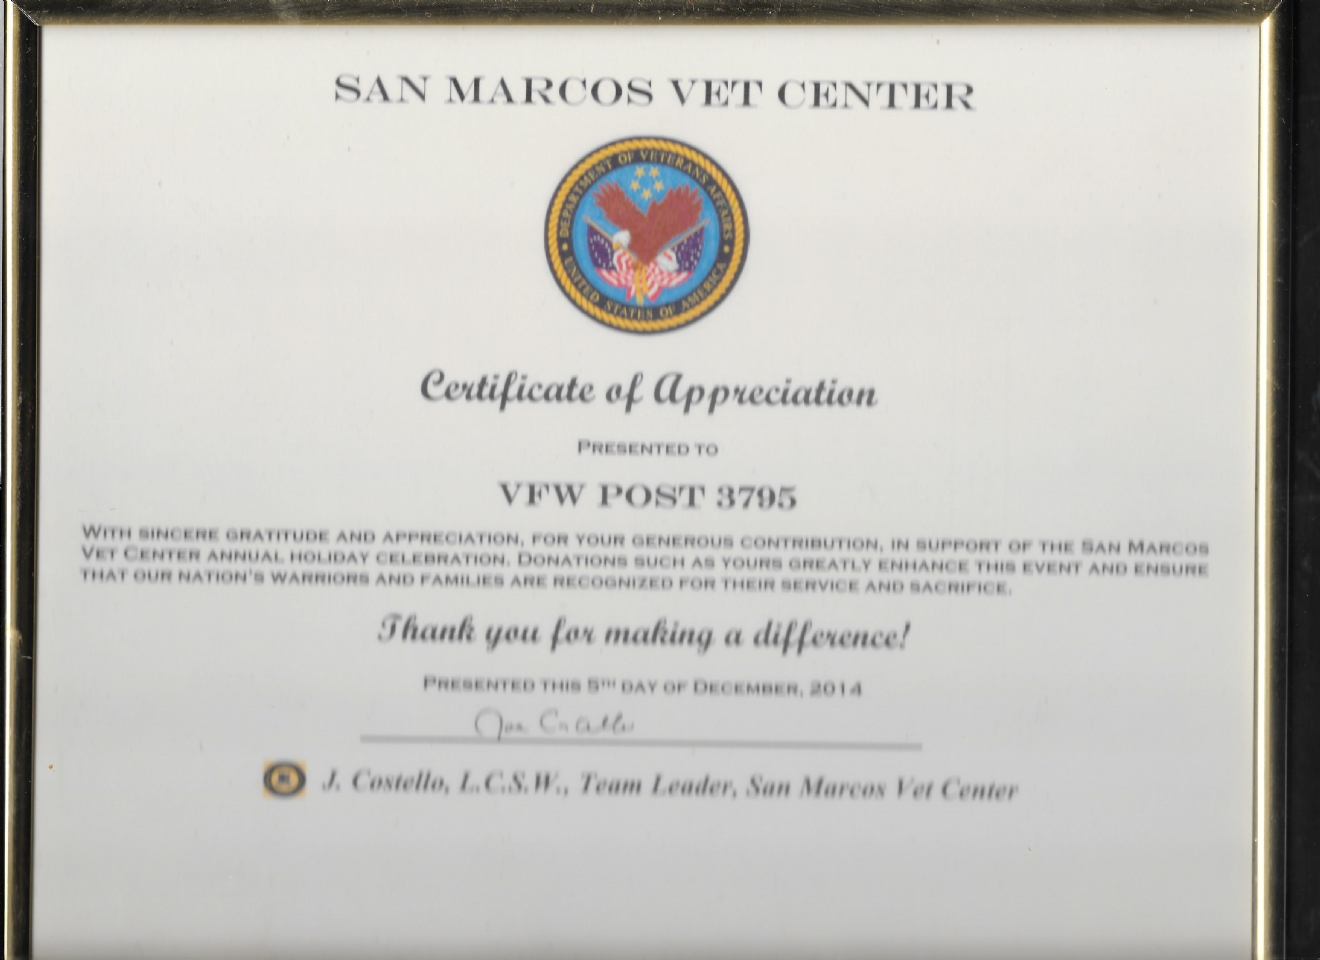 SAN MARCOS VET CENTER
DEPARTMENT OF VETERANS AFFAIRS
UNITED STATES OF AMERICA
Certificate of Appreciation
PRESENTED TO
VFW POST 3795
WITH SINCERE GRATITUDE AND APPRECIATION, FOR YOUR GENEROUS CONTRIBUTION, IN SUPPORT OF THE SAN MARCOS
VET CENTER ANNUAL HOLIDAY CELEBRATION. DONATIONS SUCH AS YOURS GREATLY ENHANCE THIS EVENT AND ENSURE
THAT OUR NATION'S WARRIORS AND FAMILIES ARE RECOGNIZED FOR THEIR SERVICE AND SACRIFICE.
Thank you for making a difference!
PRESENTED THIS 5TH DAY OF DECEMBER, 2014
Joe Costello
J. Costello, L.C.S.W., Team Leader, San Marcos Vet Center